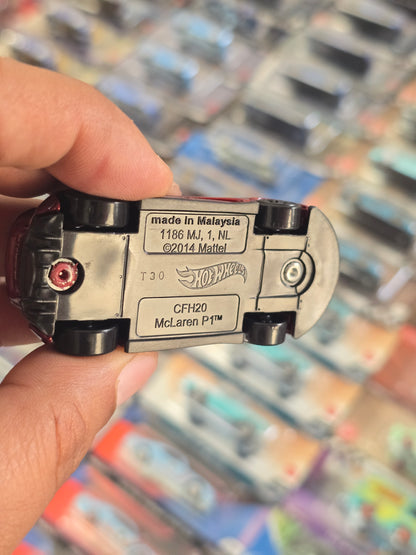 made in Malaysia
1186 MJ, 1, NL
©2014 Mattel
T30
HOT WHEELS
CFH20
McLaren P1™